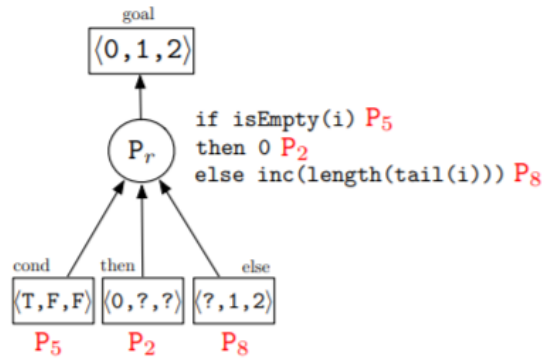 goal
⟨0,1,2⟩
if isEmpty(i) P₅
P_r
then 0 P₂
else inc(length(tail(i))) P₈
cond then else
⟨T,F,F⟩ ⟨0,?,?⟩ ⟨?,1,2⟩
P₅ P₂ P₈